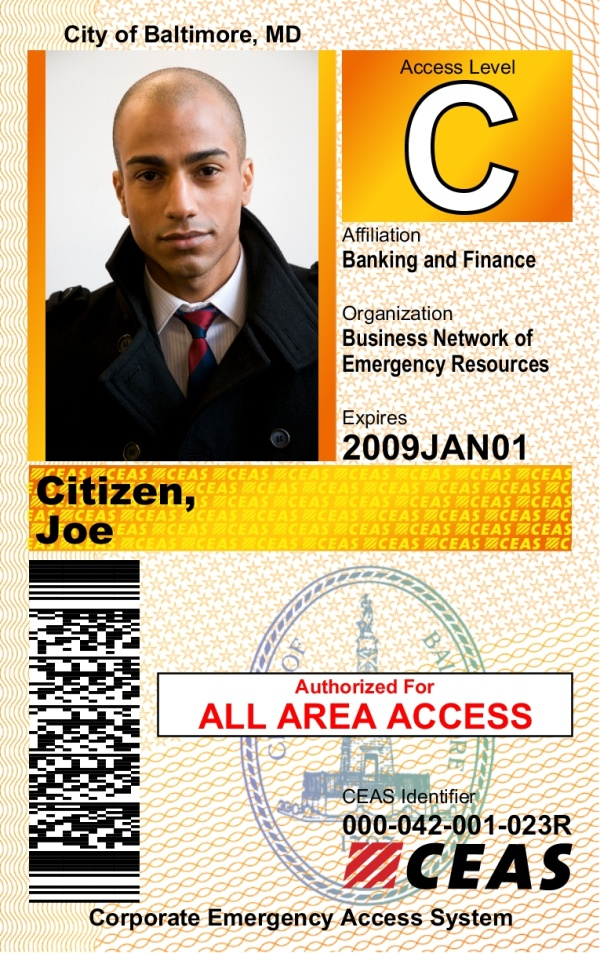 City of Baltimore, MD
Access Level
C
Affiliation
Banking and Finance
Organization
Business Network of
Emergency Resources
Expires
2009JAN01
Citizen,
Joe
Authorized For
ALL AREA ACCESS
CEAS Identifier
000-042-001-023R
CEAS
Corporate Emergency Access System